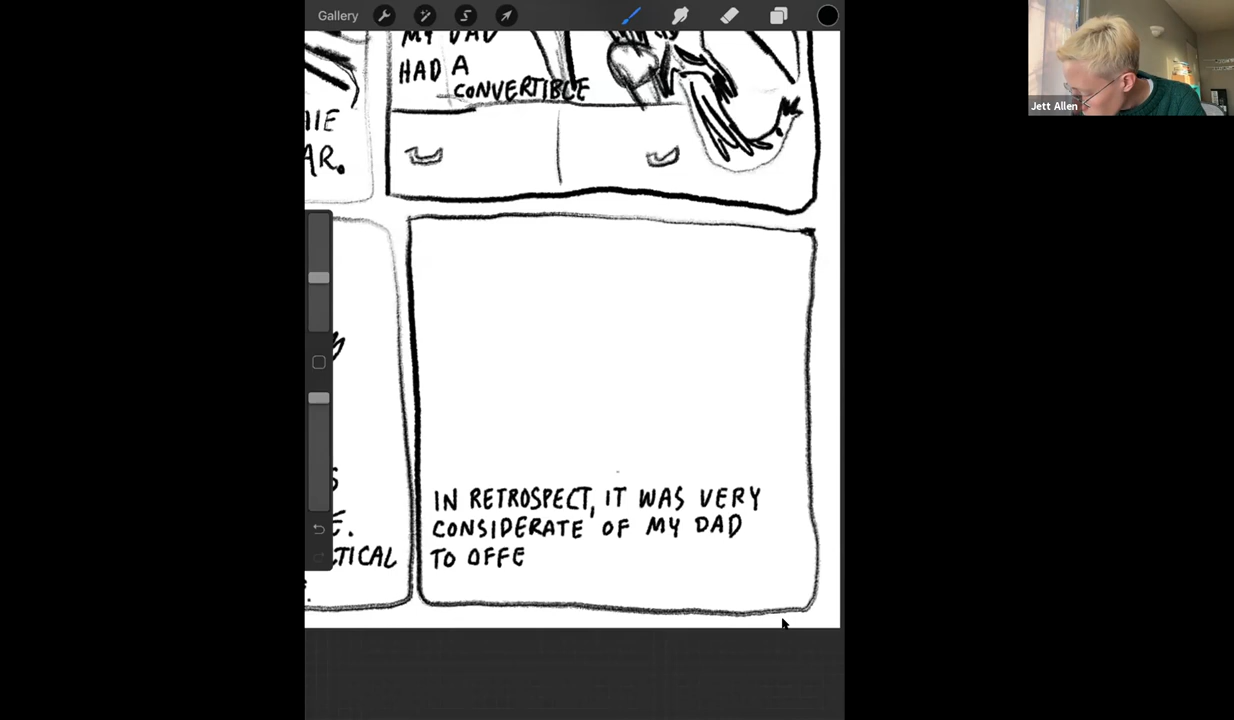 Gallery
MY DAD
HAD A
CONVERTIBLE
IE
AR.
Jett Allen
E.
TICAL
IN RETROSPECT, IT WAS VERY
CONSIDERATE OF MY DAD
TO OFFE